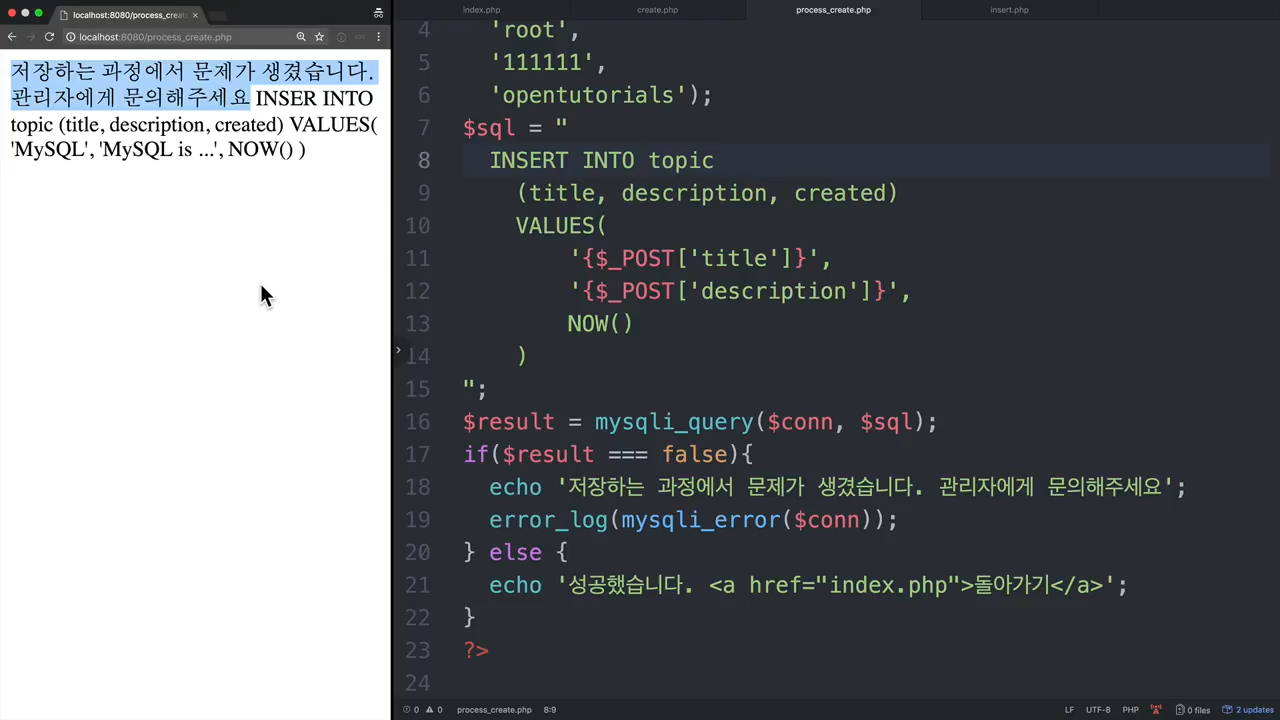 localhost:8080/process_create.p
localhost:8080/process_create.php
저장하는 과정에서 문제가 생겼습니다.
관리자에게 문의해주세요 INSER INTO
topic (title, description, created) VALUES(
'MySQL', 'MySQL is ...', NOW() )
index.php
create.php
process_create.php
insert.php
4 'root',
5 '111111',
6 'opentutorials');
7 $sql = "
8 INSERT INTO topic
9 (title, description, created)
10 VALUES(
11 '{$_POST['title']}',
12 '{$_POST['description']}',
13 NOW()
14 )
15 ";
16 $result = mysqli_query($conn, $sql);
17 if($result === false){
18 echo '저장하는 과정에서 문제가 생겼습니다. 관리자에게 문의해주세요';
19 error_log(mysqli_error($conn));
20 } else {
21 echo '성공했습니다. <a href="index.php">돌아가기</a>';
22 }
23 ?>
24
0 0 process_create.php 8:9
LF UTF-8 PHP 0 files 2 updates